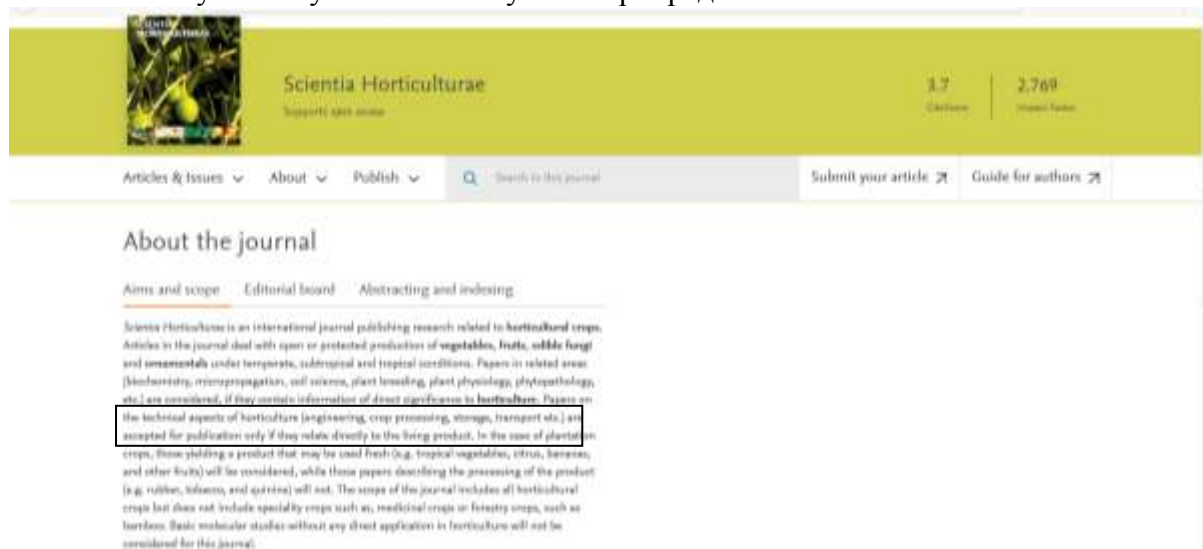 SCIENTIA
HORTICULTURAE
Scientia Horticulturae
Supports open access
3.7
CiteScore
2.769
Impact Factor
Articles & Issues
About
Publish
Search in this journal
Submit your article
Guide for authors
About the journal
Aims and scope
Editorial board
Abstracting and indexing
Scientia Horticulturae is an international journal publishing research related to horticultural crops.
Articles in the journal deal with open or protected production of vegetables, fruits, edible fungi
and ornamentals under temperate, subtropical and tropical conditions. Papers in related areas
(biochemistry, micropropagation, soil science, plant breeding, plant physiology, phytopathology,
etc.) are considered, if they contain information of direct significance to horticulture. Papers on
the technical aspects of horticulture (engineering, crop processing, storage, transport etc.) are
accepted for publication only if they relate directly to the living product. In the case of plantation
crops, those yielding a product that may be used fresh (e.g. tropical vegetables, citrus, bananas,
and other fruits) will be considered, while those papers describing the processing of the product
(e.g. rubber, tobacco, and quinine) will not. The scope of the journal includes all horticultural
crops but does not include speciality crops such as, medicinal crops or forestry crops, such as
bamboo. Basic molecular studies without any direct application in horticulture will not be
considered for this journal.